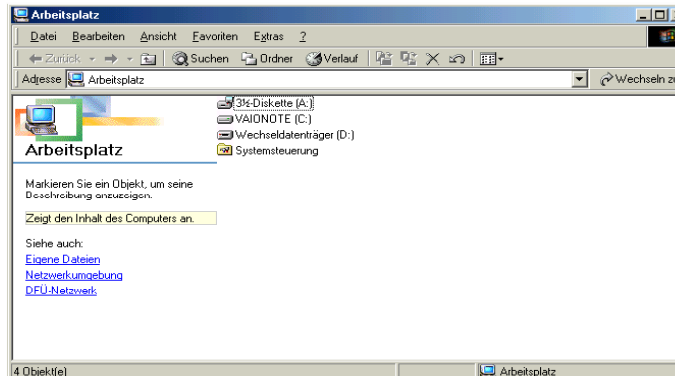 Arbeitsplatz
Datei Bearbeiten Ansicht Favoriten Extras ?
Zurück Suchen Ordner Verlauf
Adresse Arbeitsplatz Wechseln zu
3½-Diskette (A:)
VAIONOTE (C:)
Wechseldatenträger (D:)
Systemsteuerung
Arbeitsplatz
Markieren Sie ein Objekt, um seine
Beschreibung anzuzeigen.
Zeigt den Inhalt des Computers an.
Siehe auch:
Eigene Dateien
Netzwerkumgebung
DFÜ-Netzwerk
4 Objekt(e) Arbeitsplatz